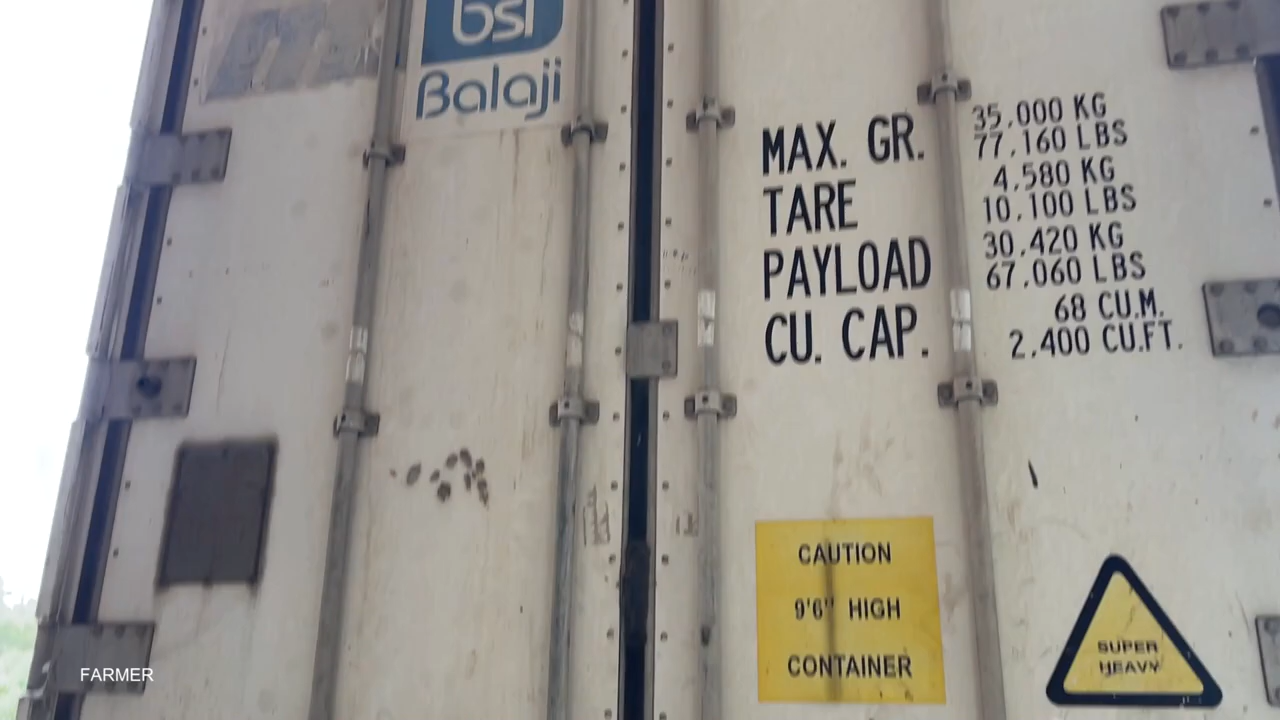 bsl
Balaji
MAX. GR. 35,000 KG
77,160 LBS
TARE 4,580 KG
10,100 LBS
PAYLOAD 30,420 KG
67,060 LBS
CU. CAP. 68 CU.M.
2,400 CU.FT.
CAUTION
9'6" HIGH
CONTAINER
SUPER
HEAVY
FARMER